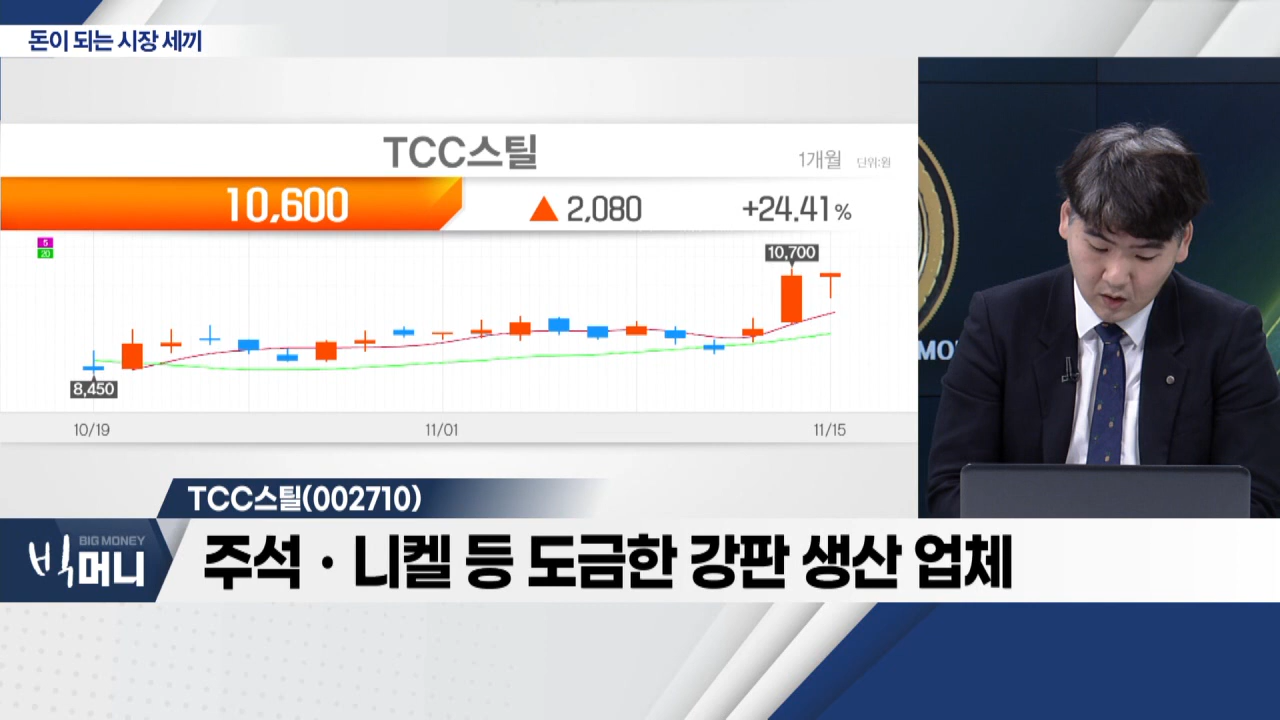 돈이 되는 시장 세끼
TCC스틸
1개월 단위:원
10,600 ▲ 2,080 +24.41%
5
20
10,700
8,450
10/19 11/01 11/15
TCC스틸(002710)
BIG MONEY
빅머니
주석 · 니켈 등 도금한 강판 생산 업체